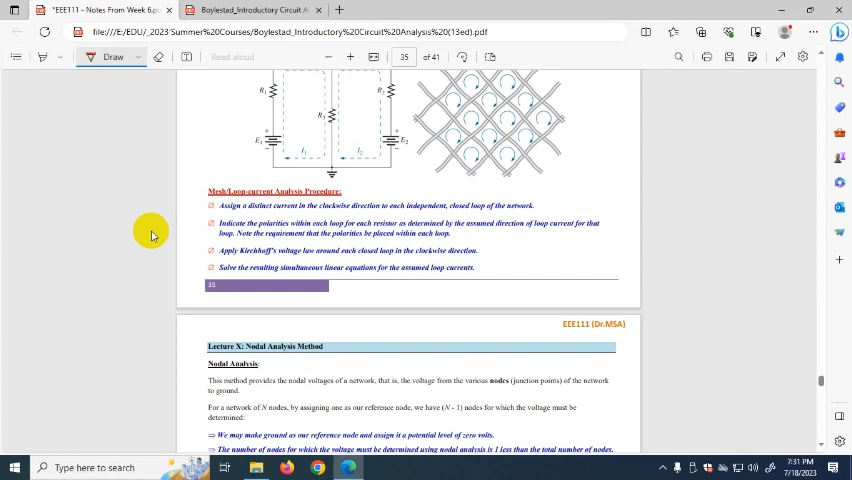 *EEE111 - Notes From Week 6.pd
Boylestad_Introductory Circuit A
file:///E:/EDU/_2023'Summer%20Courses/Boylestad_Introductory%20Circuit%20Analysis%20(13ed).pdf
Draw
Read aloud
35
of 41
R1
R2
R3
E1
E2
I1
I2
Mesh/Loop-current Analysis Procedure:
Assign a distinct current in the clockwise direction to each independent, closed loop of the network.
Indicate the polarities within each loop for each resistor as determined by the assumed direction of loop current for that
loop. Note the requirement that the polarities be placed within each loop.
Apply Kirchhoff's voltage law around each closed loop in the clockwise direction.
Solve the resulting simultaneous linear equations for the assumed loop currents.
35
EEE111 (Dr.MSA)
Lecture X: Nodal Analysis Method
Nodal Analysis:
This method provides the nodal voltages of a network, that is, the voltage from the various nodes (junction points) of the network
to ground.
For a network of N nodes, by assigning one as our reference node, we have (N - 1) nodes for which the voltage must be
determined:
⇒ We may make ground as our reference node and assign it a potential level of zero volts.
⇒ The number of nodes for which the voltage must be determined using nodal analysis is 1 less than the total number of nodes.
Type here to search
7:31 PM
7/18/2023